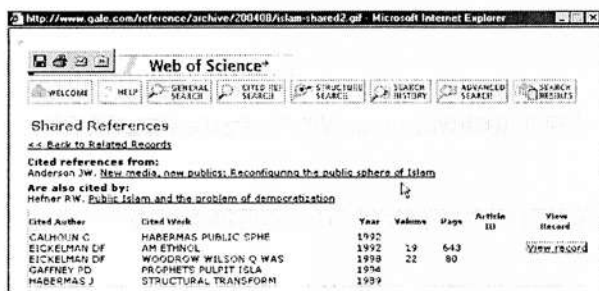 http://www.gale.com/reference/archive/200408/islam-shared2.gif - Microsoft Internet Explorer
Web of Science
WELCOME ? HELP GENERAL SEARCH CITED REF SEARCH STRUCTURE SEARCH SEARCH HISTORY ADVANCED SEARCH SEARCH RESULTS
Shared References
<< Back to Related Records
Cited references from:
Anderson JW, New media, new publics: Reconfiguring the public sphere of Islam
Are also cited by:
Hefner RW, Public Islam and the problem of democratization
Cited Author Cited Work Year Volume Page Article ID View Record
CALHOUN C HABERMAS PUBLIC SPHE 1992
EICKELMAN DF AM ETHNOL 1992 19 643 View record
EICKELMAN DF WOODROW WILSON Q WAS 1998 22 80
GAFFNEY PD PROPHETS PULPIT ISLA 1994
HABERMAS J STRUCTURAL TRANSFORM 1989